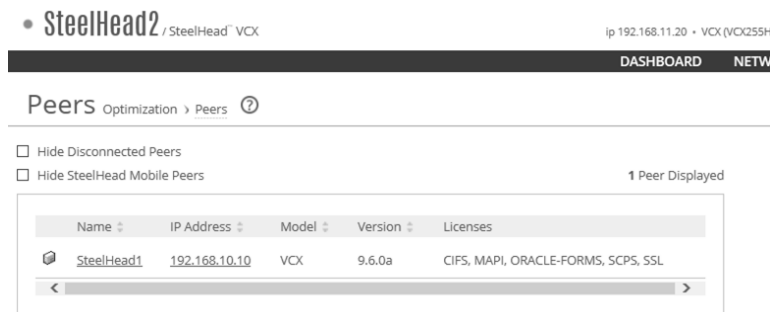 SteelHead2 / SteelHead™ VCX
ip 192.168.11.20 • VCX (VCX255H
DASHBOARD NETW
Peers Optimization › Peers ?
Hide Disconnected Peers
Hide SteelHead Mobile Peers
1 Peer Displayed
Name IP Address Model Version Licenses
SteelHead1 192.168.10.10 VCX 9.6.0a CIFS, MAPI, ORACLE-FORMS, SCPS, SSL